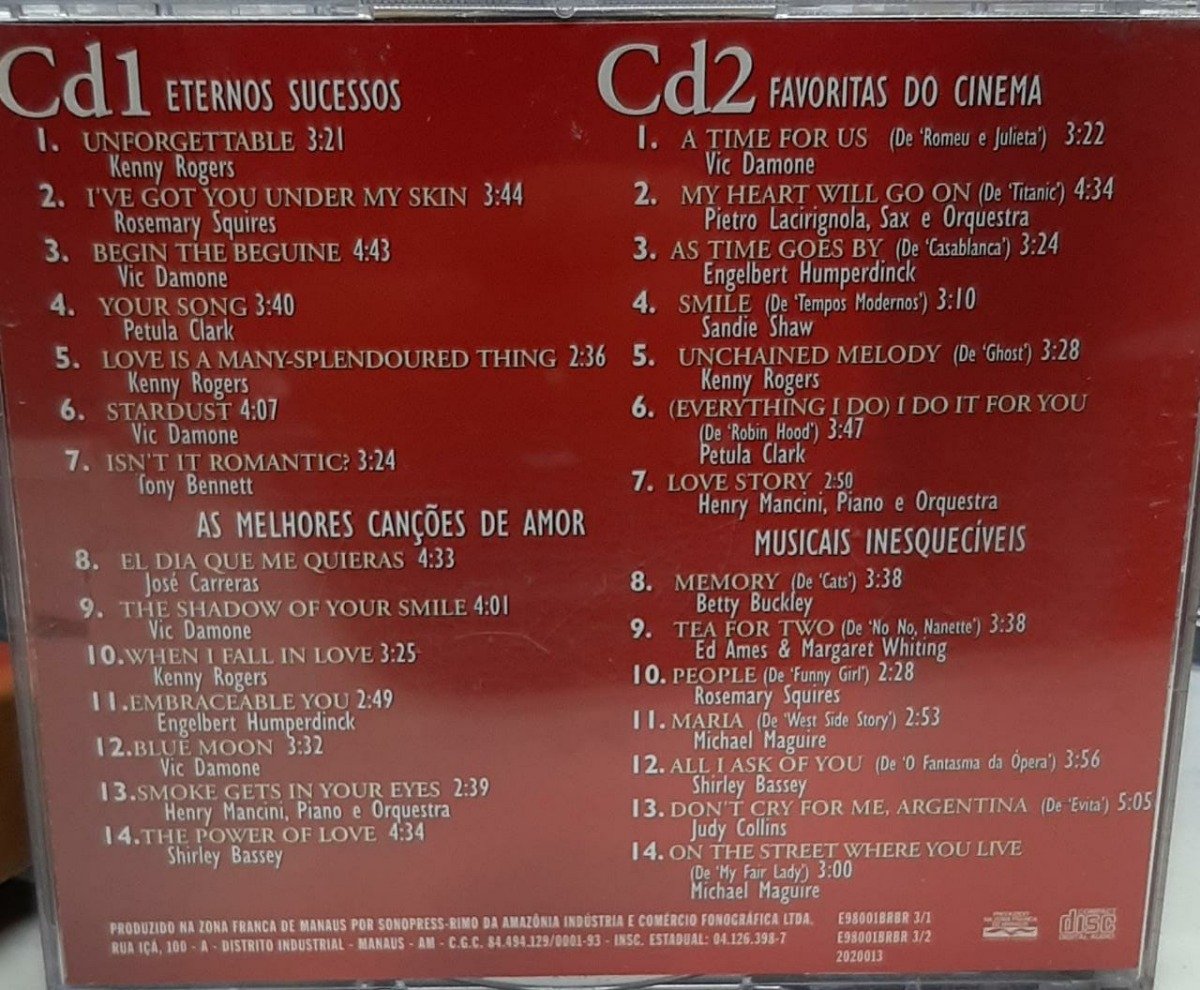 Cd1 ETERNOS SUCESSOS
1. UNFORGETTABLE 3:21
Kenny Rogers
2. I'VE GOT YOU UNDER MY SKIN 3:44
Rosemary Squires
3. BEGIN THE BEGUINE 4:43
Vic Damone
4. YOUR SONG 3:40
Petula Clark
5. LOVE IS A MANY-SPLENDOURED THING 2:36
Kenny Rogers
6. STARDUST 4:07
Vic Damone
7. ISN'T IT ROMANTIC? 3:24
Tony Bennett
AS MELHORES CANÇÕES DE AMOR
8. EL DIA QUE ME QUIERAS 4:33
José Carreras
9. THE SHADOW OF YOUR SMILE 4:01
Vic Damone
10. WHEN I FALL IN LOVE 3:25
Kenny Rogers
11. EMBRACEABLE YOU 2:49
Engelbert Humperdinck
12. BLUE MOON 3:32
Vic Damone
13. SMOKE GETS IN YOUR EYES 2:39
Henry Mancini, Piano e Orquestra
14. THE POWER OF LOVE 4:34
Shirley Bassey
Cd2 FAVORITAS DO CINEMA
1. A TIME FOR US (De 'Romeu e Julieta') 3:22
Vic Damone
2. MY HEART WILL GO ON (De 'Titanic') 4:34
Pietro Lacirignola, Sax e Orquestra
3. AS TIME GOES BY (De 'Casablanca') 3:24
Engelbert Humperdinck
4. SMILE (De 'Tempos Modernos') 3:10
Sandie Shaw
5. UNCHAINED MELODY (De 'Ghost') 3:28
Kenny Rogers
6. (EVERYTHING I DO) I DO IT FOR YOU
(De 'Robin Hood') 3:47
Petula Clark
7. LOVE STORY 2:50
Henry Mancini, Piano e Orquestra
MUSICAIS INESQUECÍVEIS
8. MEMORY (De 'Cats') 3:38
Betty Buckley
9. TEA FOR TWO (De 'No No, Nanette') 3:38
Ed Ames & Margaret Whiting
10. PEOPLE (De 'Funny Girl') 2:28
Rosemary Squires
11. MARIA (De 'West Side Story') 2:53
Michael Maguire
12. ALL I ASK OF YOU (De 'O Fantasma da Ópera') 3:56
Shirley Bassey
13. DON'T CRY FOR ME, ARGENTINA (De 'Evita') 5:05
Judy Collins
14. ON THE STREET WHERE YOU LIVE
(De 'My Fair Lady') 3:00
Michael Maguire
PRODUZIDO NA ZONA FRANCA DE MANAUS POR SONOPRESS-RIMO DA AMAZÔNIA INDÚSTRIA E COMÉRCIO FONOGRÁFICA LTDA.
RUA IÇÁ, 100 - A - DISTRITO INDUSTRIAL - MANAUS - AM - C.G.C. 84.494.129/0001-93 - INSC. ESTADUAL: 04.126.398-7
E98001BRBR 3/1
E98001BRBR 3/2
2020013
COMPACT
disc
DIGITAL AUDIO